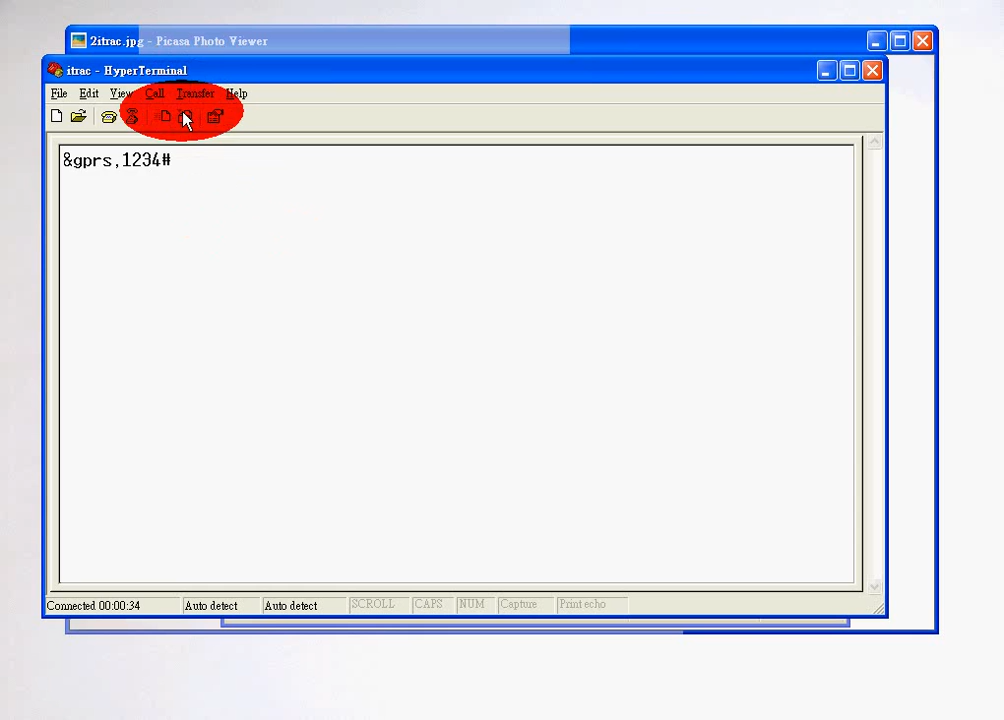 2itrac.jpg - Picasa Photo Viewer
itrac - HyperTerminal
File Edit View Call Transfer Help
&gprs,1234#
Connected 00:00:34 Auto detect Auto detect SCROLL CAPS NUM Capture Print echo